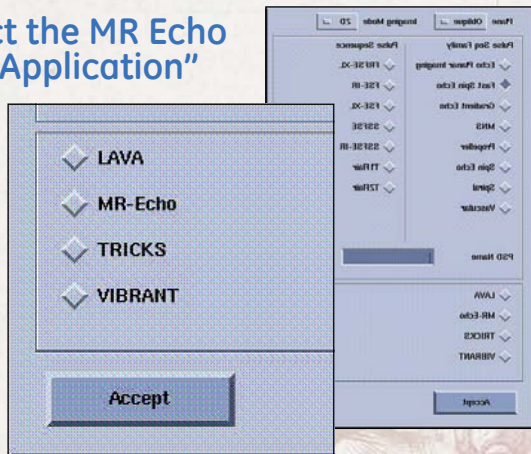 ct the MR Echo
Application”
LAVA
MR-Echo
TRICKS
VIBRANT
Accept
Plane Oblique Imaging Mode 2D
Pulse Seq Family Pulse Sequence
Echo Planar Imaging FRFSE-XL
Fast Spin Echo FSE-IR
Gradient Echo FSE-XL
MNS SSFSE
Propeller SSFSE-IR
Spin Echo T1Flair
Spiral T2Flair
Vascular
PSD Name
LAVA
MR-Echo
TRICKS
VIBRANT
Accept